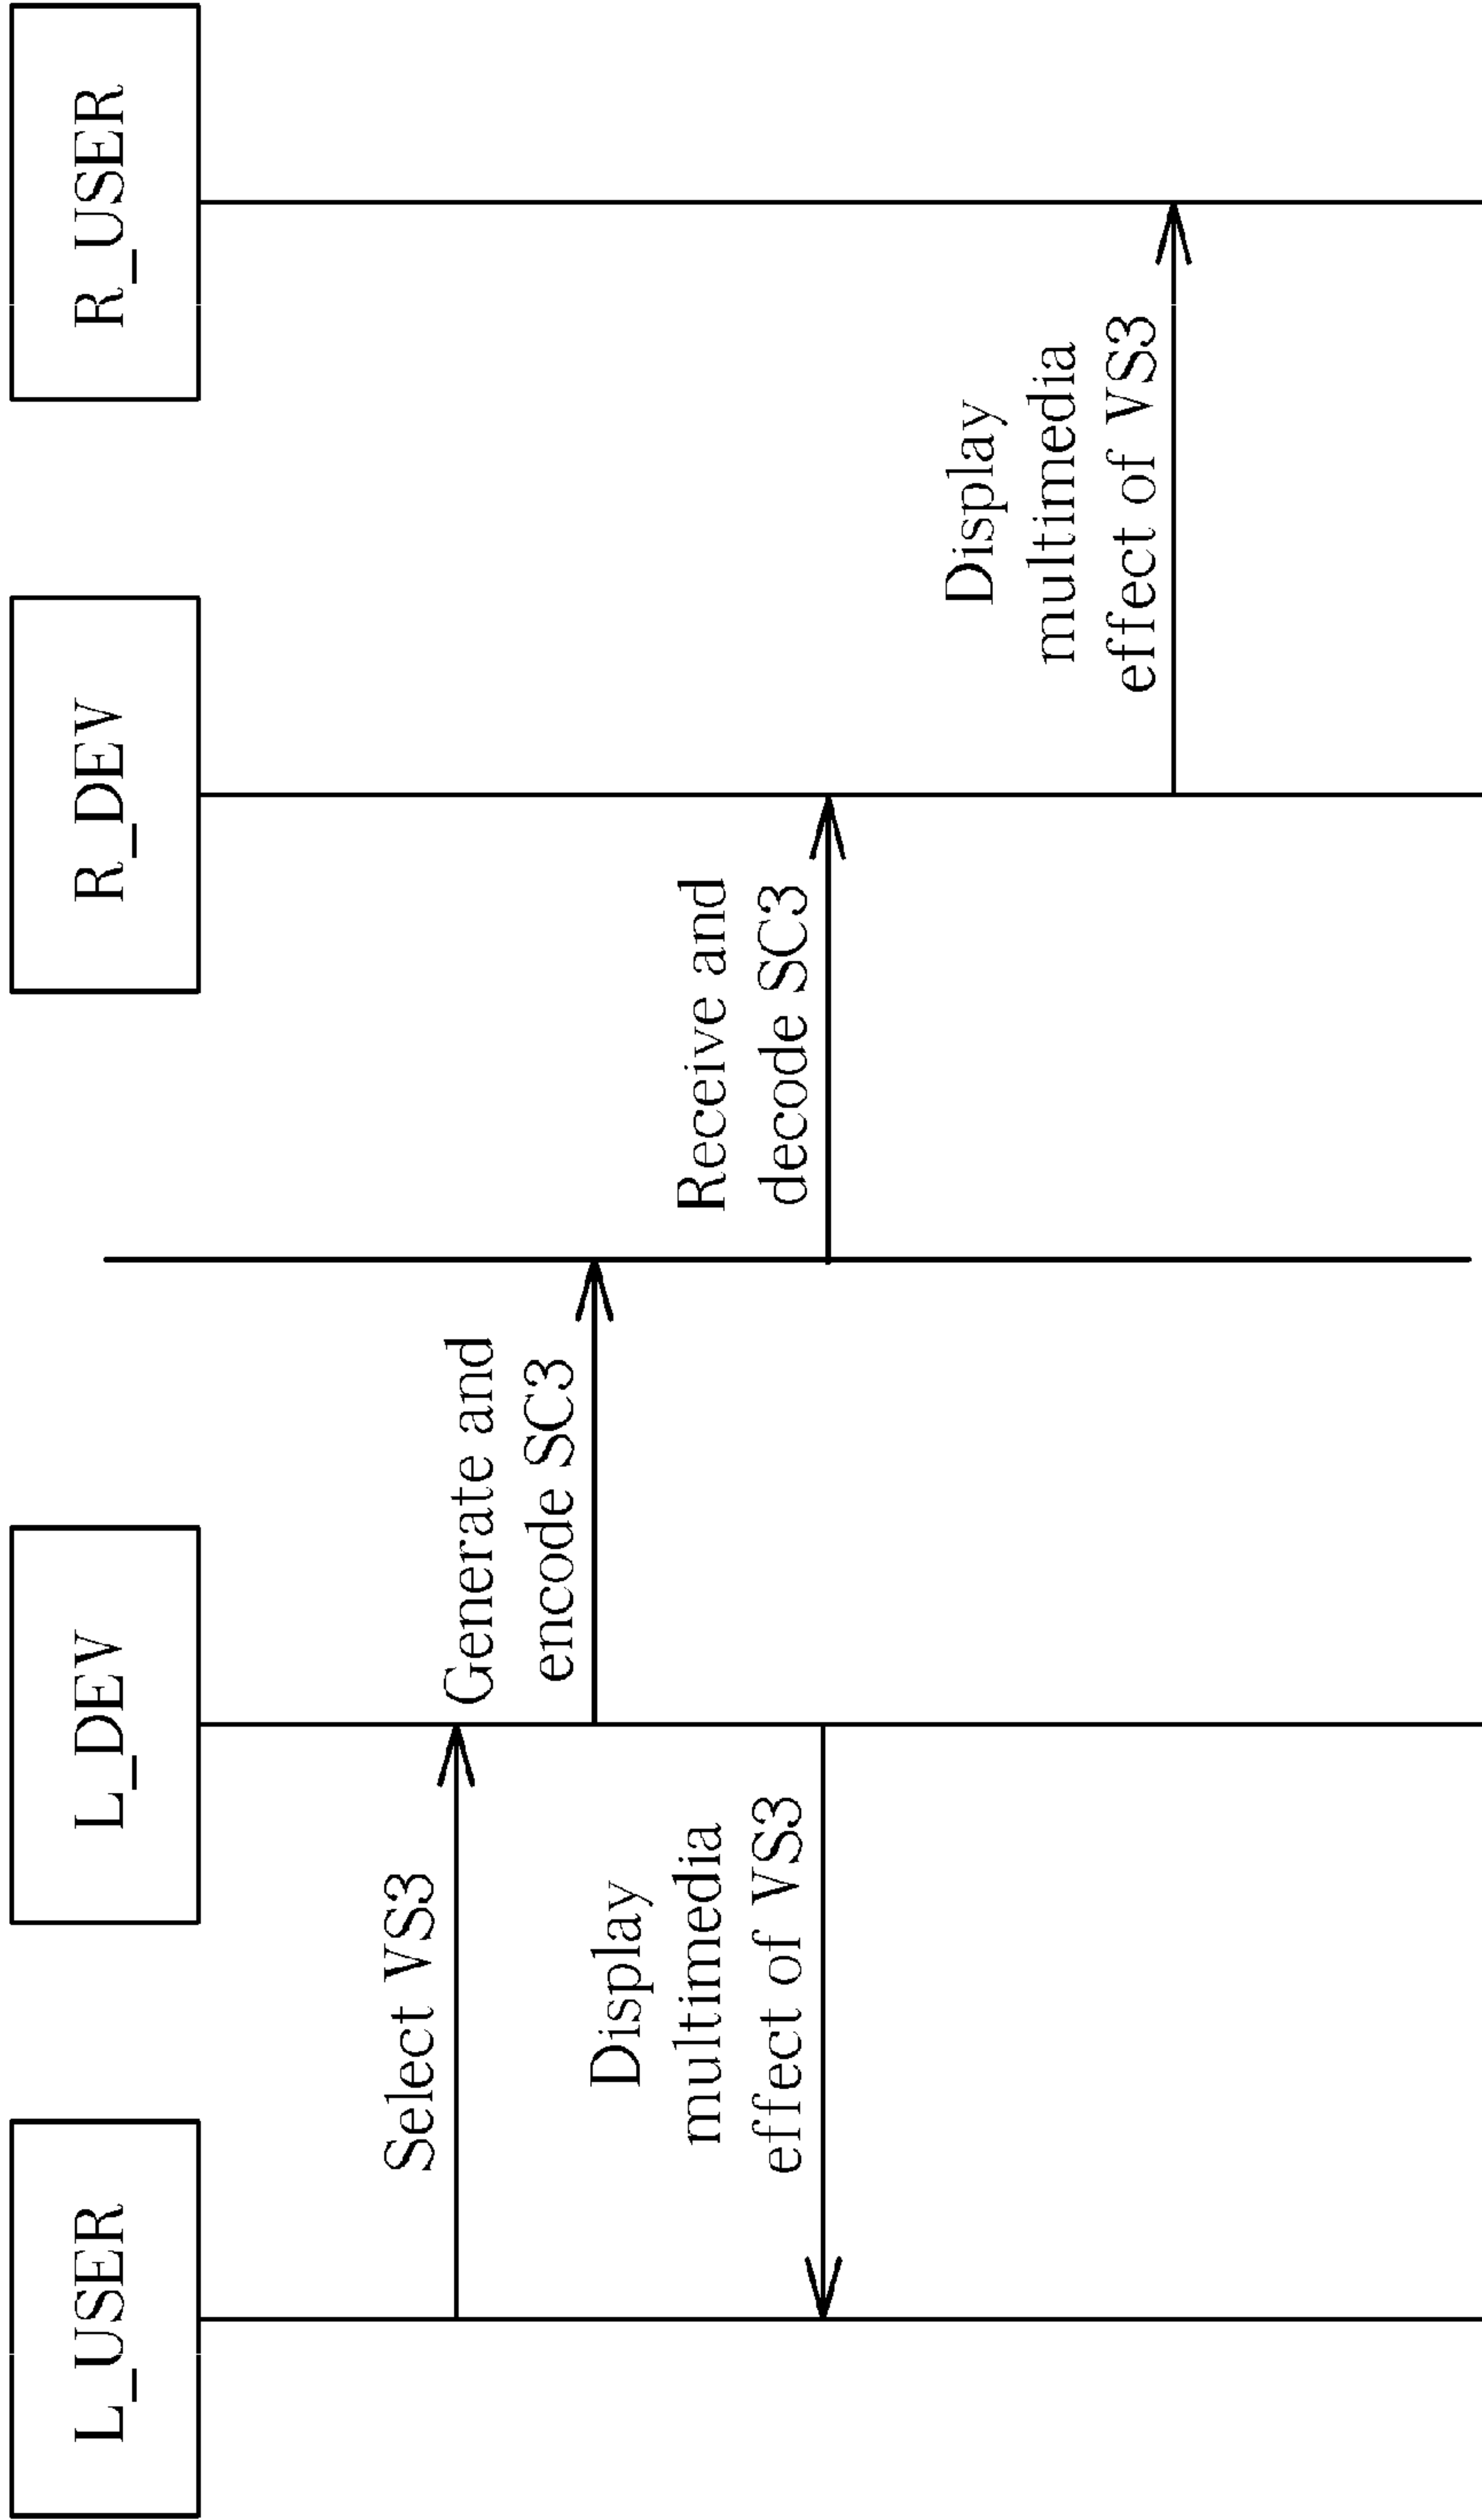 L_USER
L_DEV
R_DEV
R_USER
Select VS3
Generate and
encode SC3
Display
multimedia
effect of VS3
Receive and
decode SC3
Display
multimedia
effect of VS3